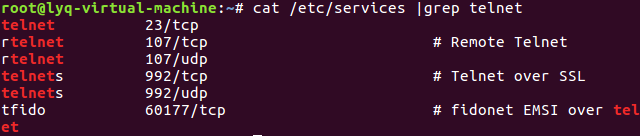 root@lyq-virtual-machine:~# cat /etc/services |grep telnet
telnet 23/tcp
rtelnet 107/tcp # Remote Telnet
rtelnet 107/udp
telnets 992/tcp # Telnet over SSL
telnets 992/udp
tfido 60177/tcp # fidonet EMSI over tel
et